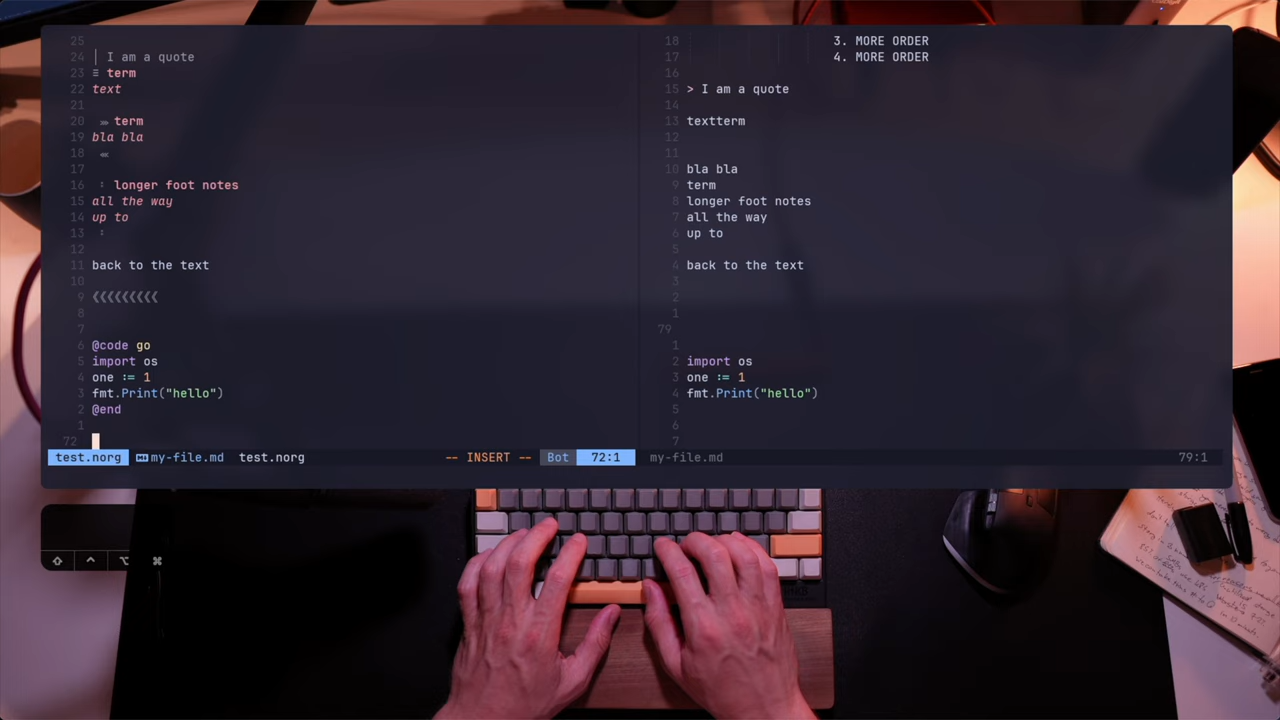 25
24 │ I am a quote
23 ≡ term
22 text
21
20 » term
19 bla bla
18 «
17
16 : longer foot notes
15 all the way
14 up to
13 :
12
11 back to the text
10
9 《《《《《《《《《
8
7
6 @code go
5 import os
4 one := 1
3 fmt.Print("hello")
2 @end
1
72
test.norg my-file.md test.norg -- INSERT -- Bot 72:1
18 3. MORE ORDER
17 4. MORE ORDER
16
15 > I am a quote
14
13 textterm
12
11
10 bla bla
9 term
8 longer foot notes
7 all the way
6 up to
5
4 back to the text
3
2
1
79
1
2 import os
3 one := 1
4 fmt.Print("hello")
5
6
7
my-file.md 79:1